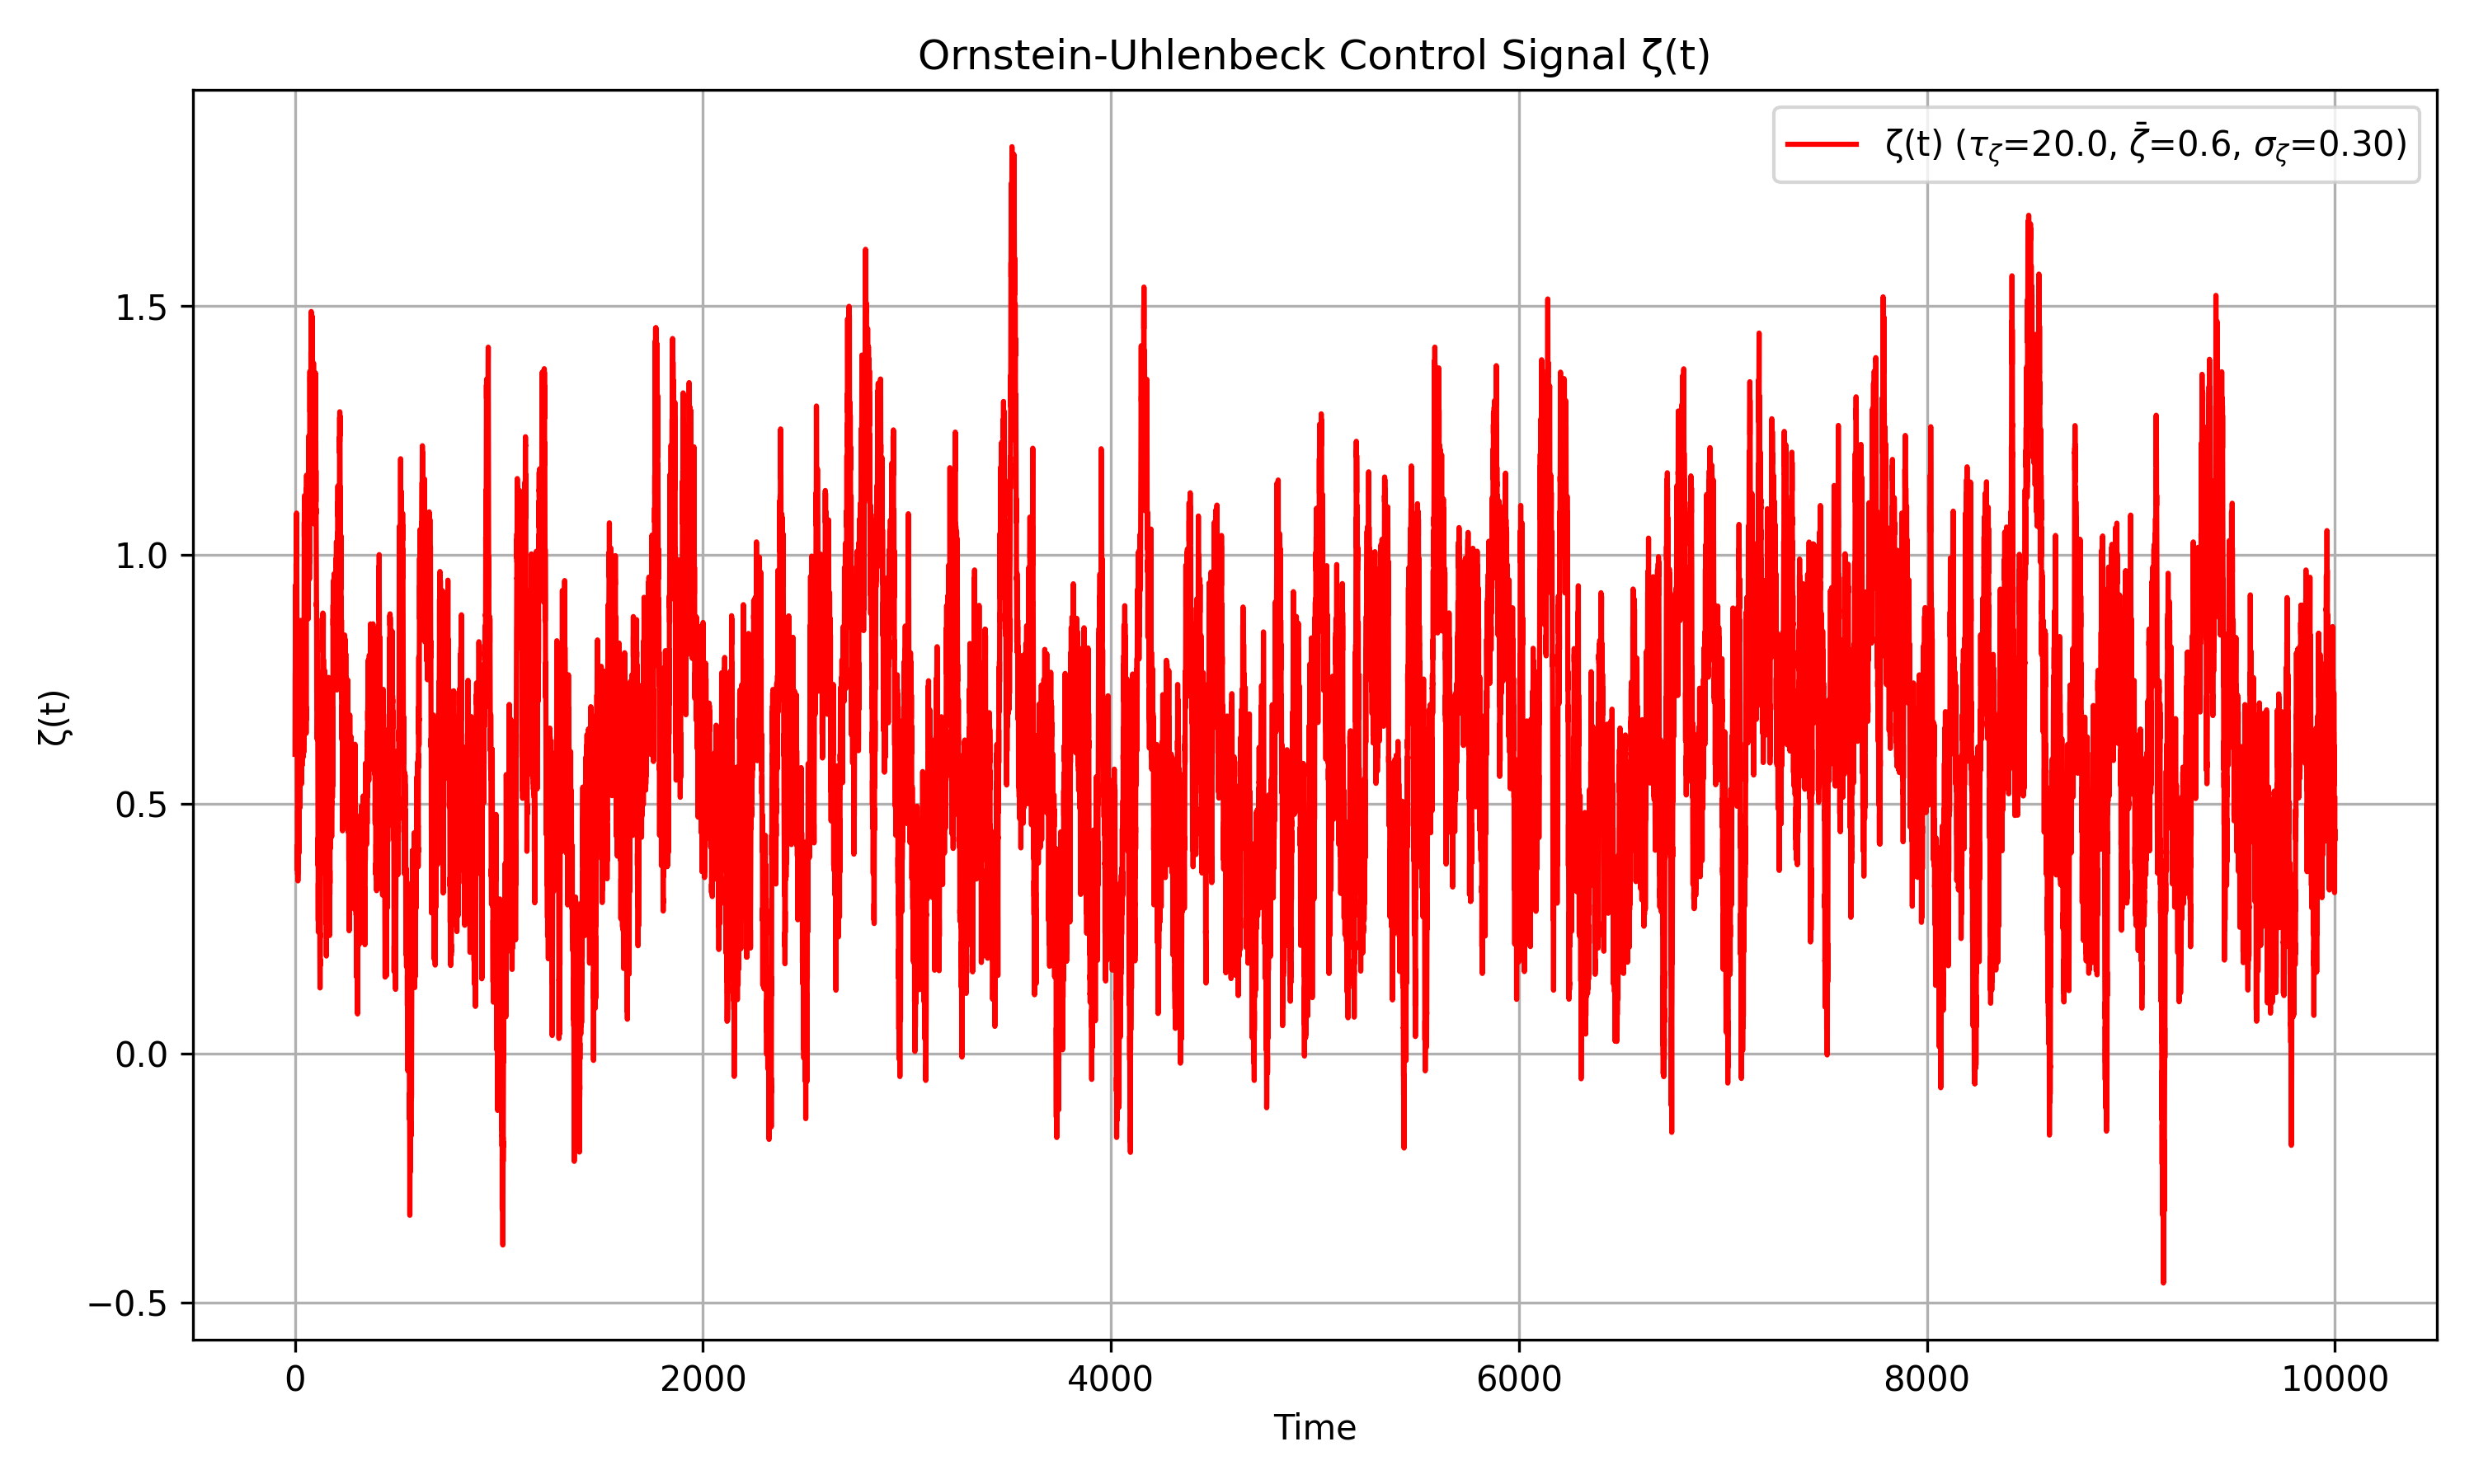 Ornstein-Uhlenbeck Control Signal ζ(t)
ζ(t) (τ_ζ=20.0, ζ̄=0.6, σ_ζ=0.30)
1.5
1.0
0.5
0.0
−0.5
ζ(t)
0 2000 4000 6000 8000 10000
Time